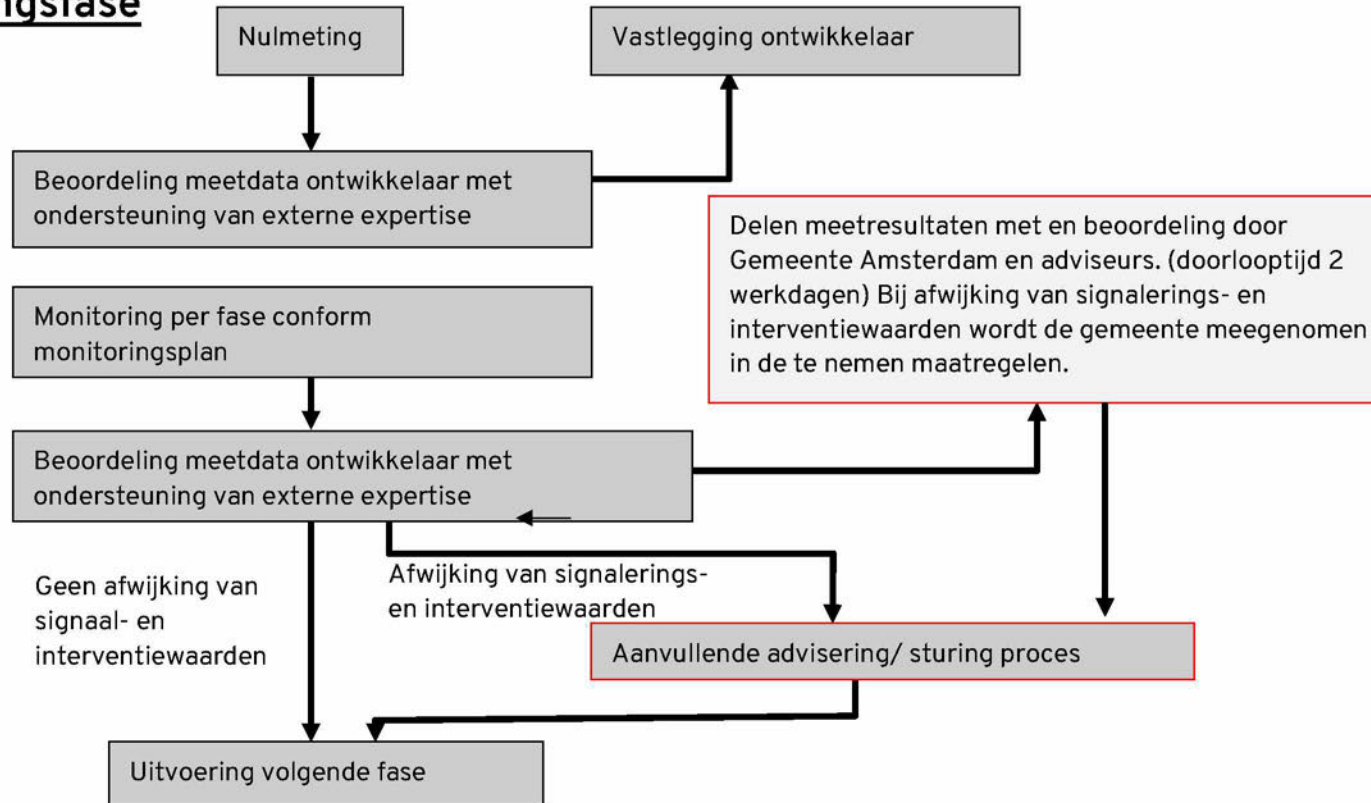 ngsfase
Nulmeting
Vastlegging ontwikkelaar
Beoordeling meetdata ontwikkelaar met
ondersteuning van externe expertise
Delen meetresultaten met en beoordeling door
Gemeente Amsterdam en adviseurs. (doorlooptijd 2
werkdagen) Bij afwijking van signalerings- en
interventiewaarden wordt de gemeente meegenomen
in de te nemen maatregelen.
Monitoring per fase conform
monitoringsplan
Beoordeling meetdata ontwikkelaar met
ondersteuning van externe expertise
Geen afwijking van
signaal- en
interventiewaarden
Afwijking van signalerings-
en interventiewaarden
Aanvullende advisering/ sturing proces
Uitvoering volgende fase